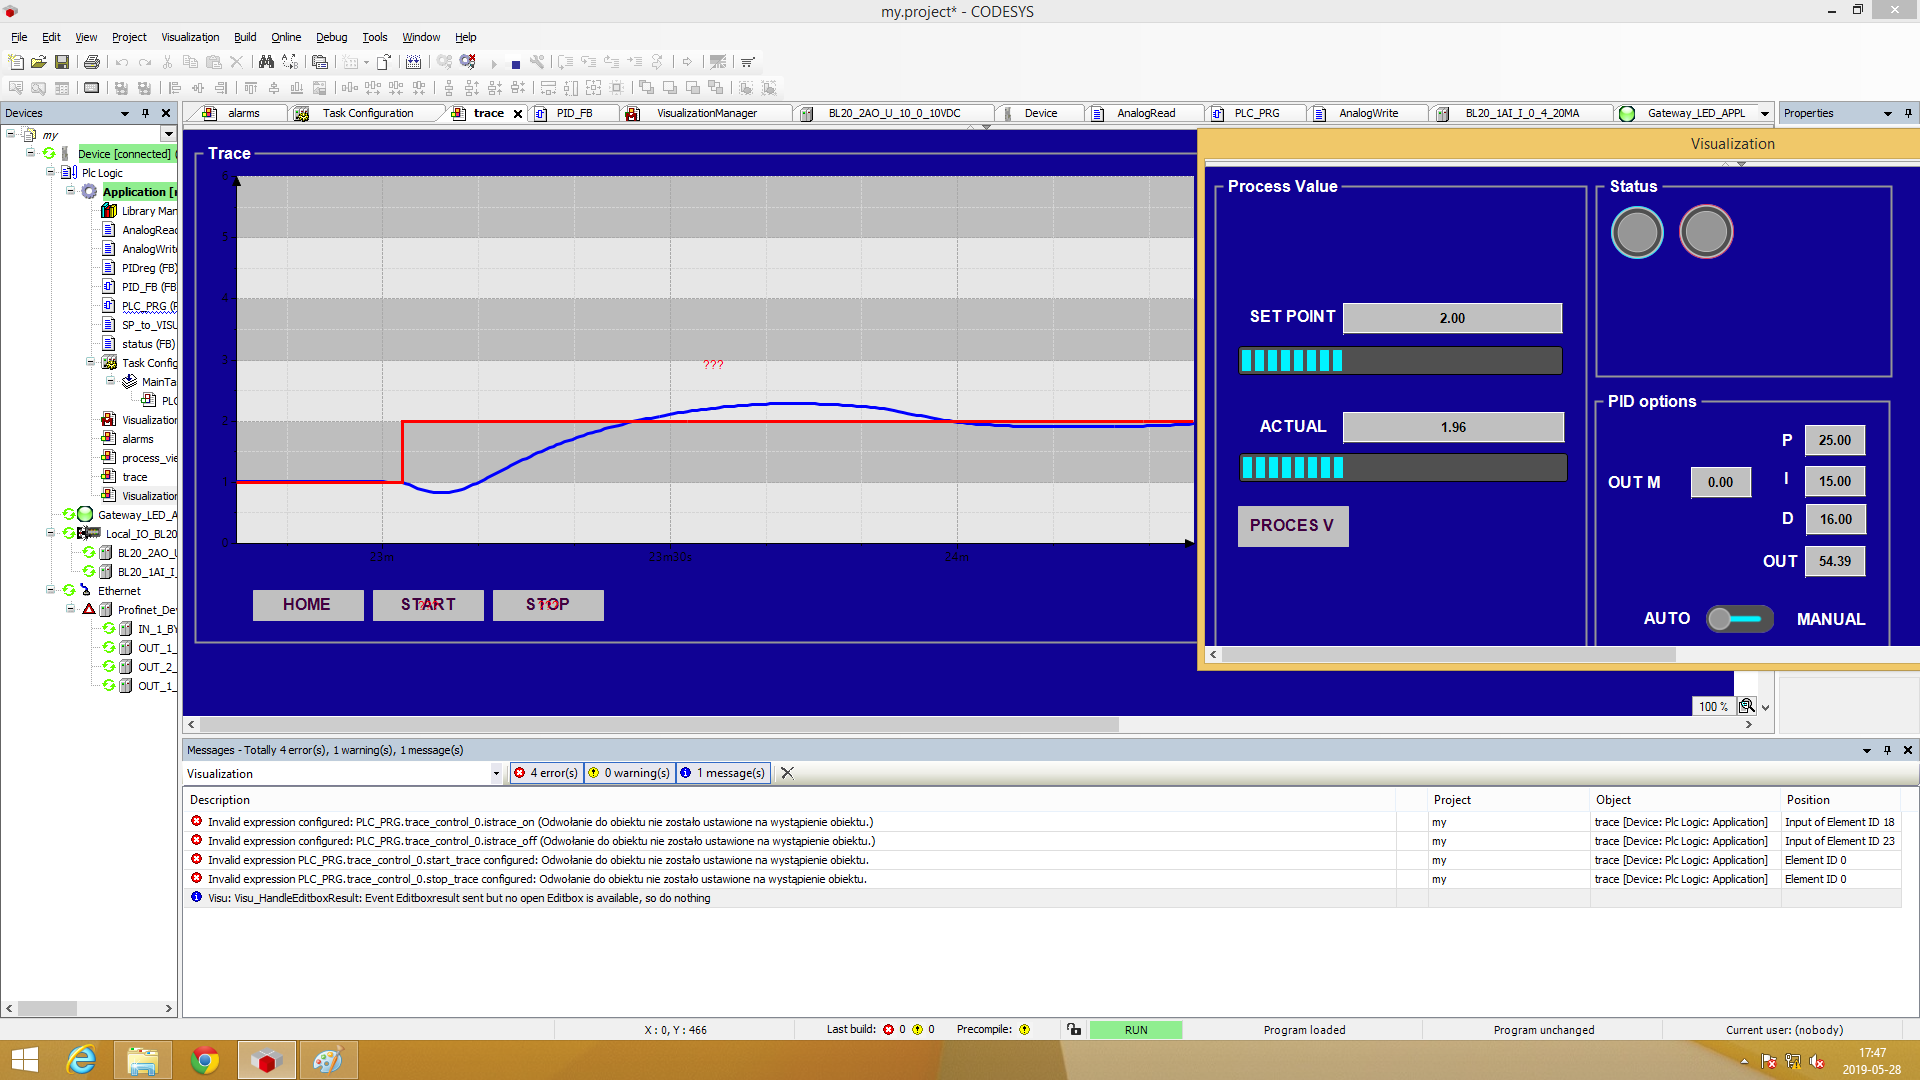 my.project* - CODESYS
File Edit View Project Visualization Build Online Debug Tools Window Help
Devices
alarms
Task Configuration
trace
PID_FB
VisualizationManager
BL20_2AO_U_10_0_10VDC
Device
AnalogRead
PLC_PRG
AnalogWrite
BL20_1AI_I_0_4_20MA
Gateway_LED_APPL
Properties
my
Device [connected] (
Plc Logic
Application [r
Library Man
AnalogRead
AnalogWrite
PIDreg (FB)
PID_FB (FB
PLC_PRG (P
SP_to_VISU
status (FB)
Task Config
MainTa
PLC
Visualization
alarms
process_vie
trace
Visualization
Gateway_LED_A
Local_IO_BL20
BL20_2AO_U
BL20_1AI_I_
Ethernet
Profinet_Dev
IN_1_BY
OUT_1_
OUT_2_
OUT_1_
Trace
6
5
4
3
2
1
0
???
23m
23m30s
24m
HOME
START
STOP
Visualization
Process Value
SET POINT
2.00
ACTUAL
1.96
PROCES V
Status
PID options
P
25.00
OUT M
0.00
I
15.00
D
16.00
OUT
54.39
AUTO
MANUAL
100 %
Messages - Totally 4 error(s), 1 warning(s), 1 message(s)
Visualization
4 error(s)
0 warning(s)
1 message(s)
Description Project Object Position
Invalid expression configured: PLC_PRG.trace_control_0.istrace_on (Odwołanie do obiektu nie zostało ustawione na wystąpienie obiektu.) my trace [Device: Plc Logic: Application] Input of Element ID 18
Invalid expression configured: PLC_PRG.trace_control_0.istrace_off (Odwołanie do obiektu nie zostało ustawione na wystąpienie obiektu.) my trace [Device: Plc Logic: Application] Input of Element ID 23
Invalid expression PLC_PRG.trace_control_0.start_trace configured: Odwołanie do obiektu nie zostało ustawione na wystąpienie obiektu. my trace [Device: Plc Logic: Application] Element ID 0
Invalid expression PLC_PRG.trace_control_0.stop_trace configured: Odwołanie do obiektu nie zostało ustawione na wystąpienie obiektu. my trace [Device: Plc Logic: Application] Element ID 0
Visu: Visu_HandleEditboxResult: Event Editboxresult sent but no open Editbox is available, so do nothing
X : 0, Y : 466
Last build: 0 0
Precompile:
RUN
Program loaded
Program unchanged
Current user: (nobody)
17:47
2019-05-28